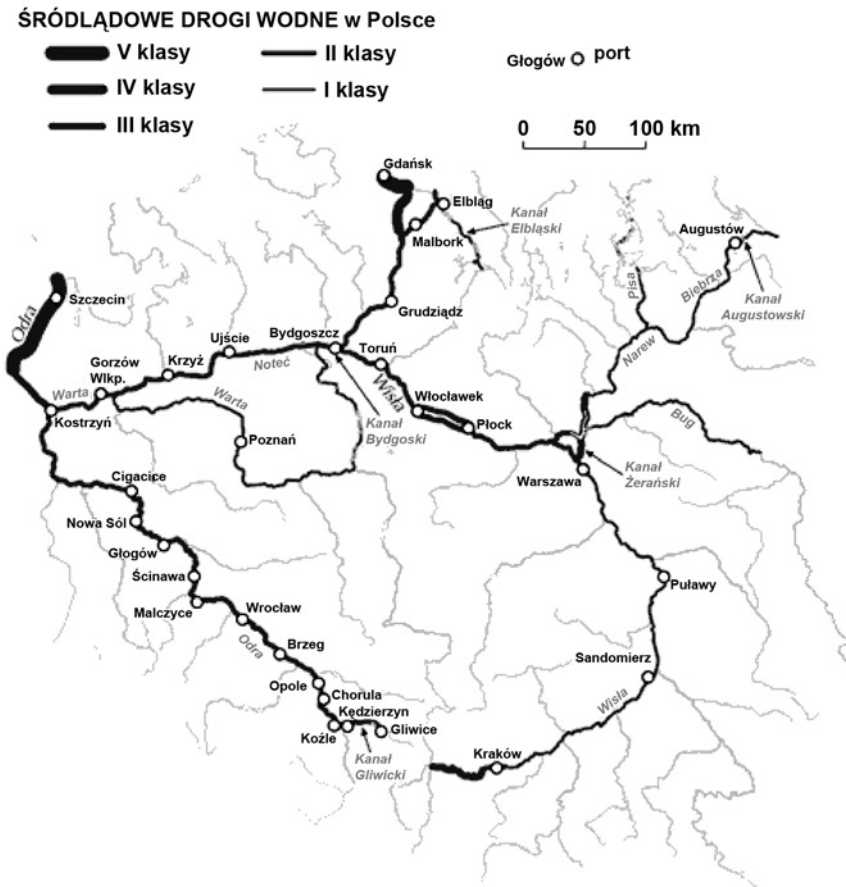 ŚRÓDLĄDOWE DROGI WODNE w Polsce
V klasy
II klasy
Głogów
port
IV klasy
I klasy
III klasy
0 50 100 km
Gdańsk
Elbląg
Kanał
Elbląski
Malbork
Augustów
Pisa
Biebrza
Kanał
Augustowski
Szczecin
Odra
Grudziądz
Ujście
Bydgoszcz
Toruń
Narew
Krzyż
Noteć
Gorzów
Wlkp.
Wisła
Włocławek
Warta
Warta
Kostrzyń
Kanał
Bydgoski
Płock
Bug
Poznań
Warszawa
Kanał
Żerański
Cigacice
Nowa Sól
Głogów
Ścinawa
Puławy
Malczyce
Wrocław
Odra
Brzeg
Sandomierz
Opole
Chorula
Kędzierzyn
Wisła
Koźle
Gliwice
Kanał
Gliwicki
Kraków